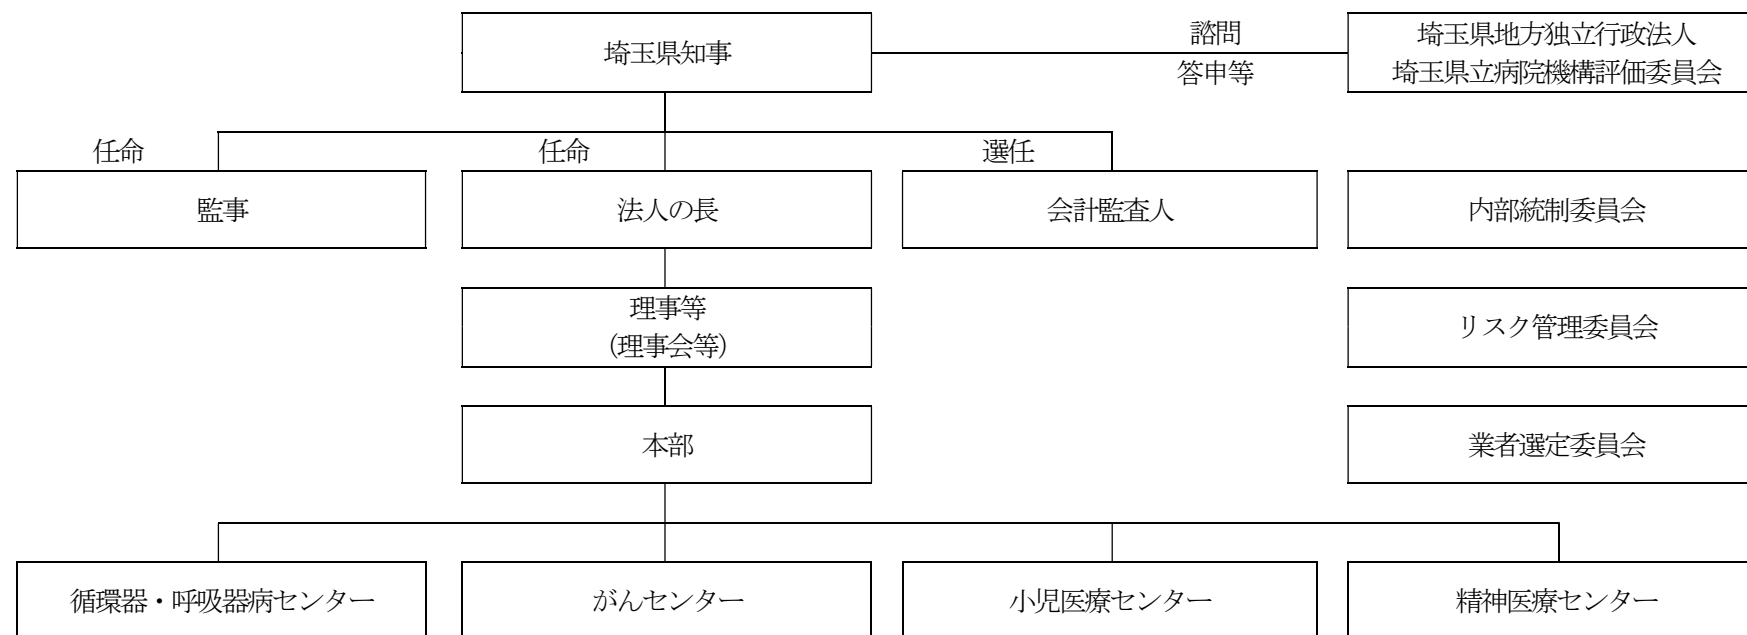 埼玉県知事
諮問
答申等
埼玉県地方独立行政法人
埼玉県立病院機構評価委員会
任命
任命
選任
監事
法人の長
会計監査人
内部統制委員会
理事等
(理事会等)
リスク管理委員会
本部
業者選定委員会
循環器・呼吸器病センター
がんセンター
小児医療センター
精神医療センター